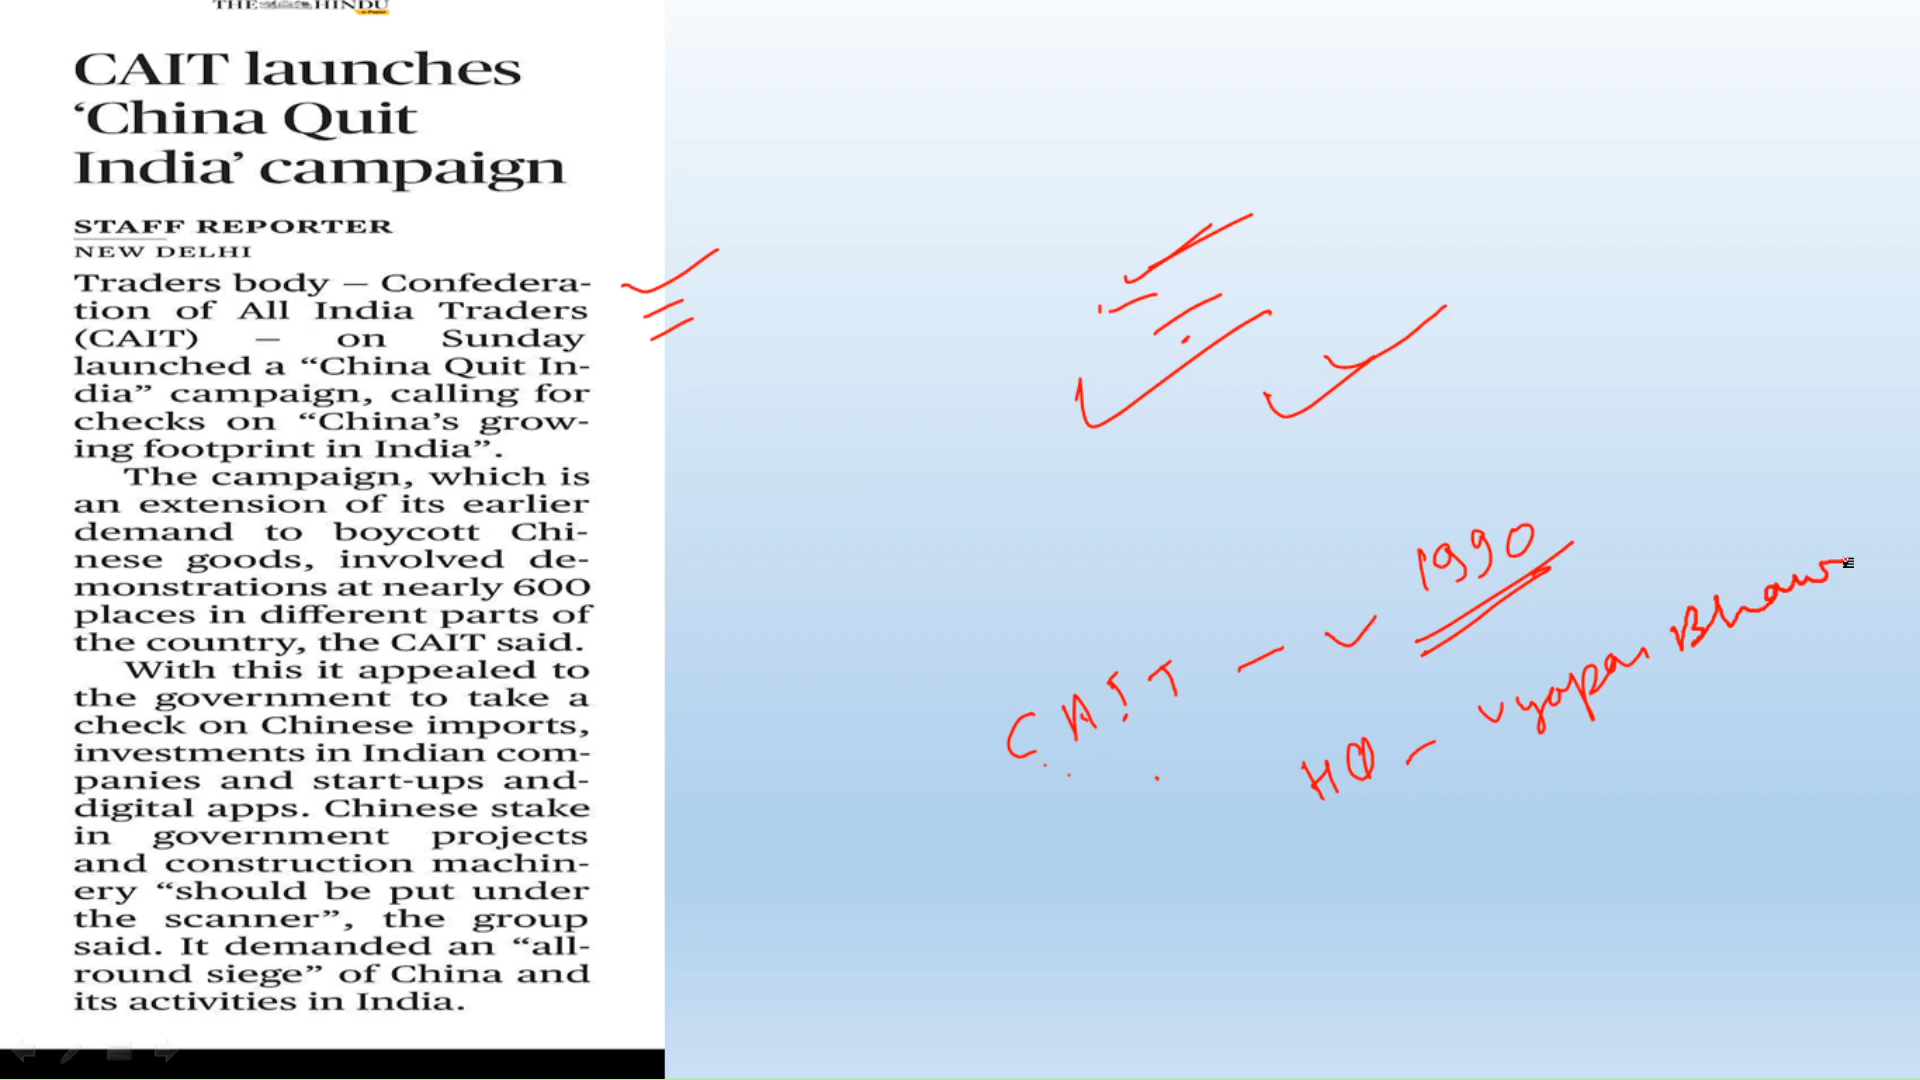 THE HINDU
CAIT launches
‘China Quit
India’ campaign
STAFF REPORTER
NEW DELHI
Traders body — Confedera-
tion of All India Traders
(CAIT) — on Sunday
launched a “China Quit In-
dia” campaign, calling for
checks on “China’s grow-
ing footprint in India”.
The campaign, which is
an extension of its earlier
demand to boycott Chi-
nese goods, involved de-
monstrations at nearly 600
places in different parts of
the country, the CAIT said.
With this it appealed to
the government to take a
check on Chinese imports,
investments in Indian com-
panies and start-ups and-
digital apps. Chinese stake
in government projects
and construction machin-
ery “should be put under
the scanner”, the group
said. It demanded an “all-
round siege” of China and
its activities in India.
CAIT - 1990
HQ - Vyapar Bhaw